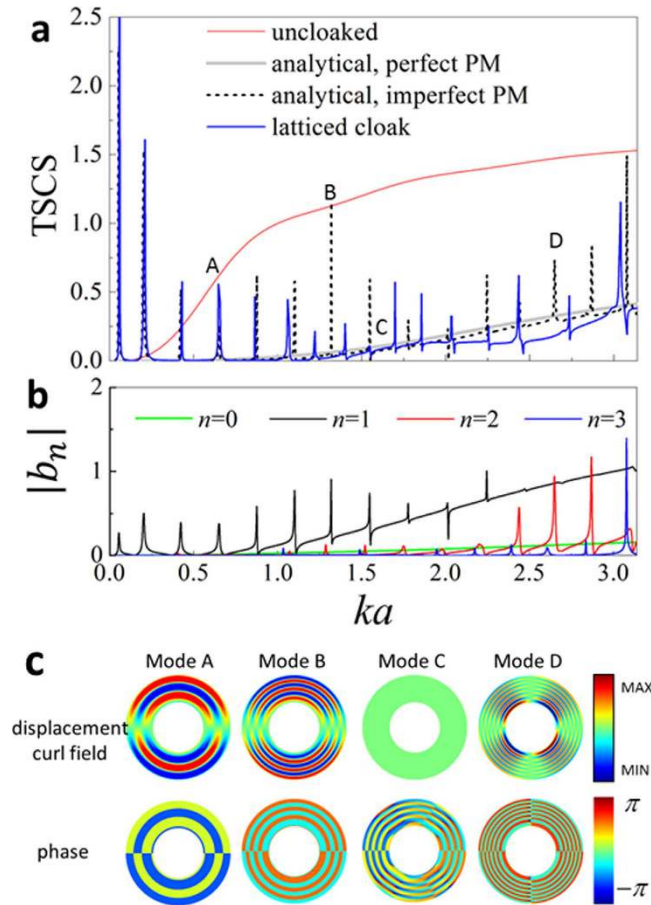 a
2.5
2.0
1.5
1.0
0.5
0.0
TSCS
uncloaked
analytical, perfect PM
analytical, imperfect PM
latticed cloak
A
B
C
D
b
2
1
0
|bₙ|
n=0 n=1 n=2 n=3
0.0 0.5 1.0 1.5 2.0 2.5 3.0
ka
c
Mode A Mode B Mode C Mode D
displacement
curl field
MAX
MIN
phase
π
−π